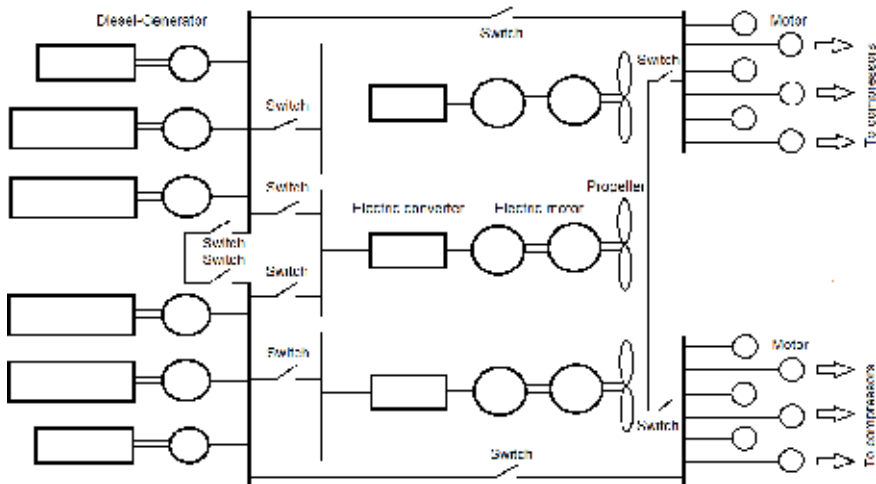 Diesel-Generator
Motor
Switch
Switch
Switch
To compressors
Switch
Propeller
Electric converter
Electric motor
Switch
Switch
Switch
Switch
Motor
Switch
To compressors
Switch